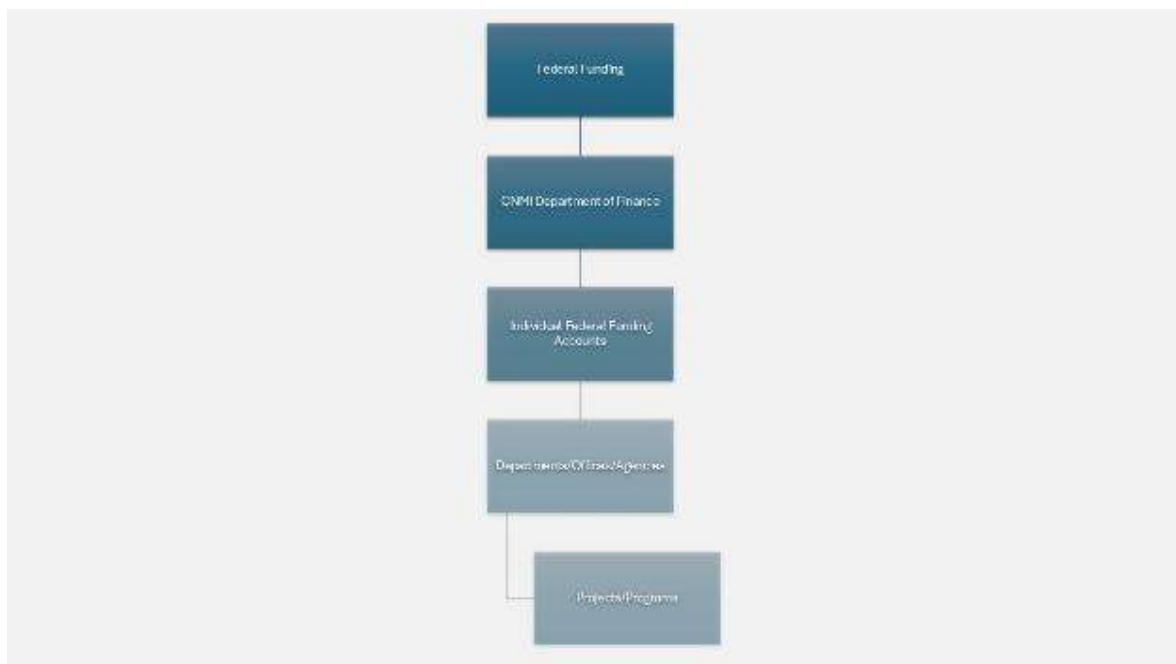 Federal Funding
CNMI Department of Finance
Individual Federal Funding
Accounts
Departments/Offices/Agencies
Projects/Programs